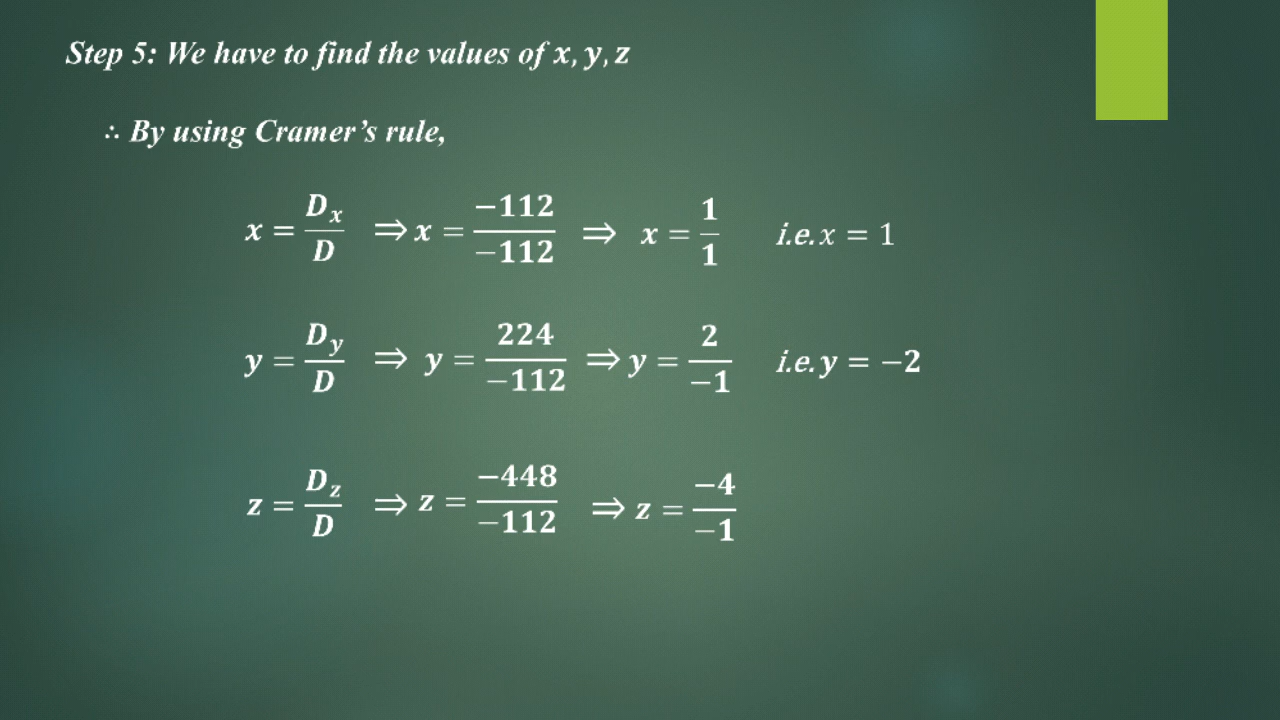 Step 5: We have to find the values of x, y, z
∴ By using Cramer's rule,
x = Dx/D ⇒ x = −112/−112 ⇒ x = 1/1 i.e. x = 1
y = Dy/D ⇒ y = 224/−112 ⇒ y = 2/−1 i.e. y = −2
z = Dz/D ⇒ z = −448/−112 ⇒ z = −4/−1